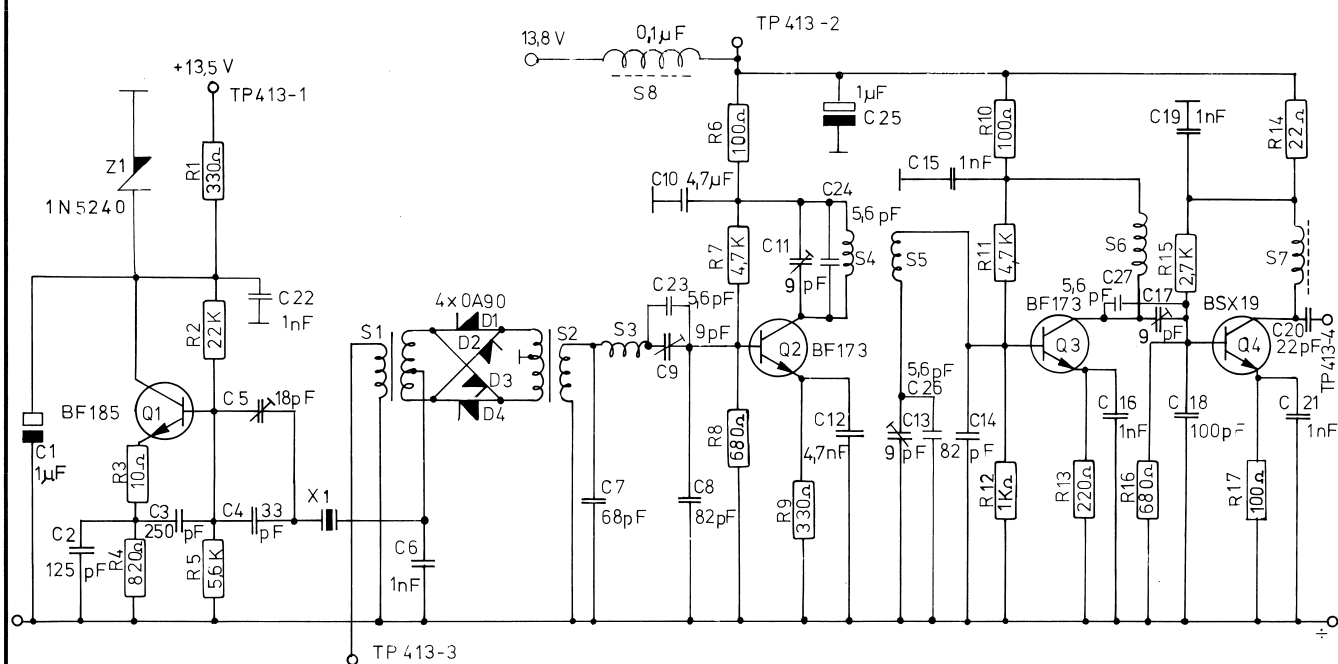 TP 413-2
13,8 V
0,1µF
S8
+13,5 V
TP413-1
Z1
1N5240
R1
330Ω
C22
1nF
R2
22K
BF185
Q1
C5
18pF
C1
1µF
R3
10Ω
C2
125 pF
C3
250 pF
C4
33
pF
X1
R4
820Ω
R5
5,6K
TP 413-3
S1
4x0A90
D1
D2
D3
D4
S2
C6
1nF
S3
C23
5,6pF
9pF
C9
C7
68pF
C8
82pF
R6
100Ω
1µF
C25
C10
4,7µF
R7
4,7K
C11
9 pF
C24
5,6 pF
S4
Q2
BF173
R8
680Ω
R9
330Ω
C12
4,7nF
S5
5,6pF
C26
C13
9 pF
82
C14
pF
C15
1nF
R10
100Ω
R11
4,7K
R12
1KΩ
S6
BF173
Q3
R13
220Ω
C16
1nF
5,6
pF
C27
C17
9
pF
C19
1nF
R15
2,7K
R14
22Ω
S7
BSX19
Q4
C20
22pF
TP413-4
R16
680Ω
C18
100pF
R17
100Ω
C21
1nF
÷